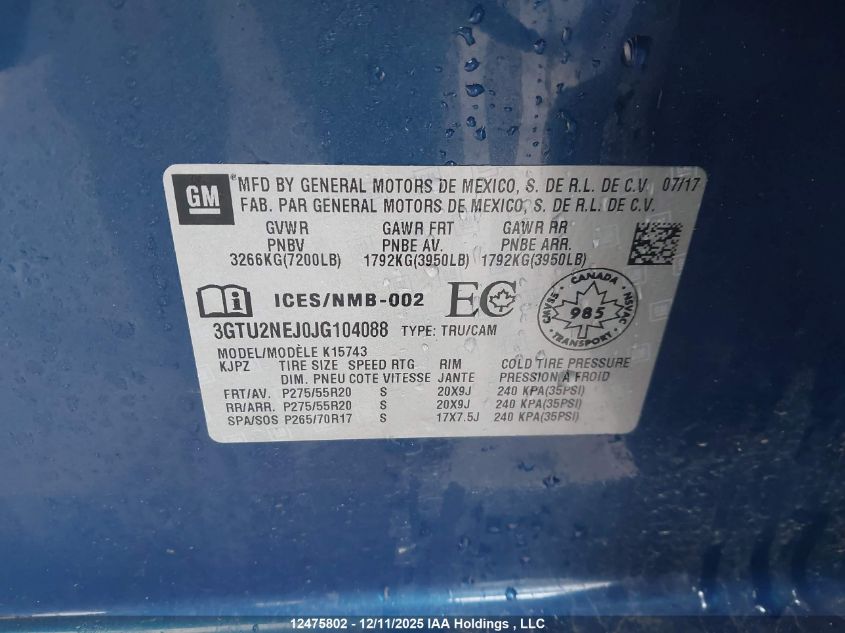 GM ® MFD BY GENERAL MOTORS DE MEXICO, S. DE R.L. DE C.V. 07/17
FAB. PAR GENERAL MOTORS DE MEXICO, S. DE R.L. DE C.V.
GVWR GAWR FRT GAWR RR
PNBV PNBE AV. PNBE ARR.
3266KG(7200LB) 1792KG(3950LB) 1792KG(3950LB)
ICES/NMB-002 EC CANADA 985 TRANSPORT CMVSS NSVAC
3GTU2NEJ0JG104088 TYPE: TRU/CAM
MODEL/MODÈLE K15743
KJPZ TIRE SIZE SPEED RTG RIM COLD TIRE PRESSURE
DIM. PNEU COTE VITESSE JANTE PRESSION À FROID
FRT/AV. P275/55R20 S 20X9J 240 KPA(35PSI)
RR/ARR. P275/55R20 S 20X9J 240 KPA(35PSI)
SPA/SOS P265/70R17 S 17X7.5J 240 KPA(35PSI)
12475802 - 12/11/2025 IAA Holdings , LLC